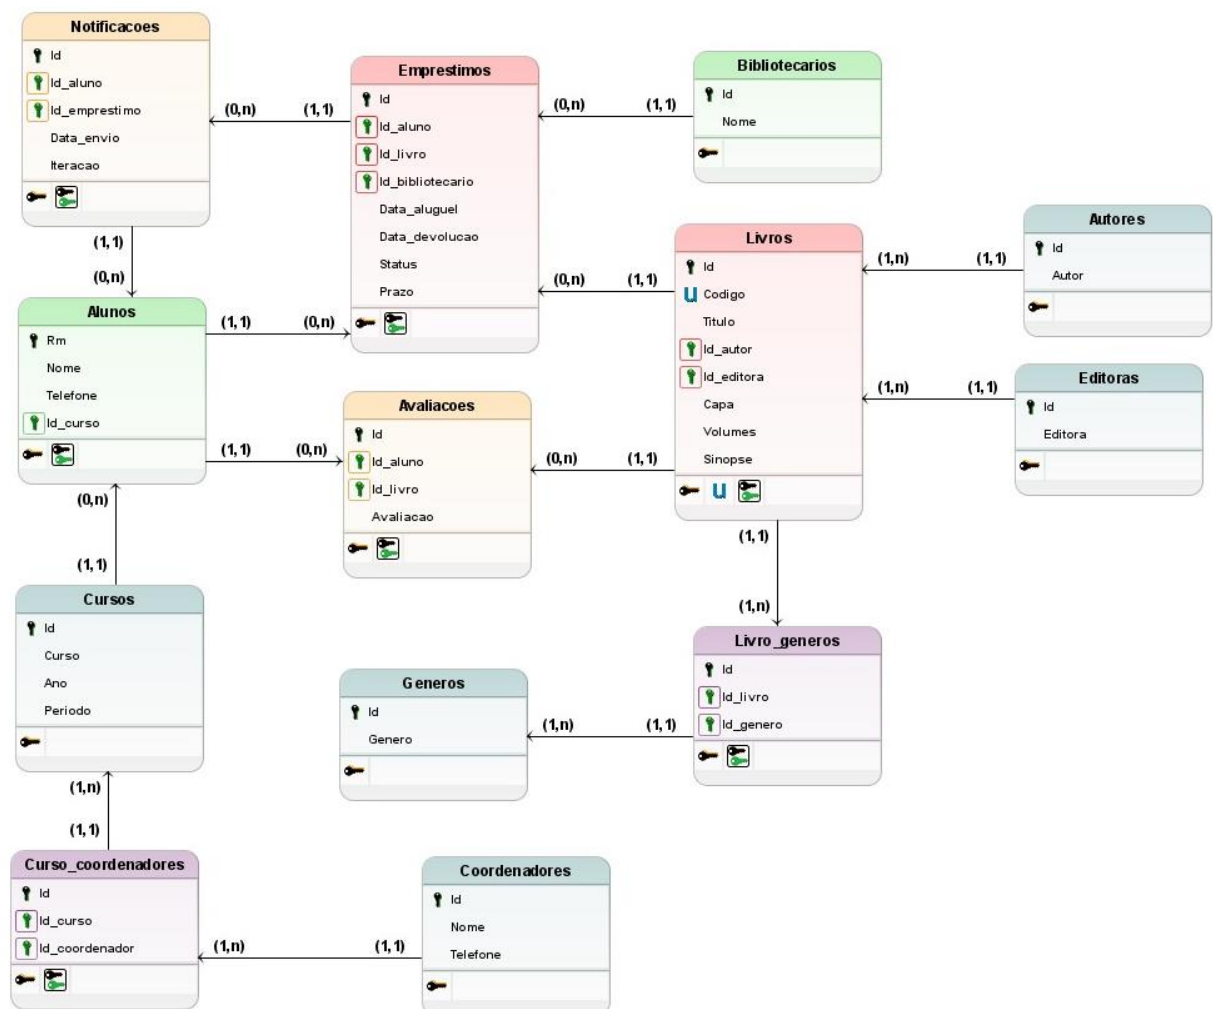 Notificacoes
Id
Id_aluno
Id_emprestimo
Data_envio
Iteracao
(0,n)
(1,1)
Emprestimos
Id
Id_aluno
Id_livro
Id_bibliotecario
Data_aluguel
Data_devolucao
Status
Prazo
(0,n)
(1,1)
Bibliotecarios
Id
Nome
(1,1)
(0,n)
Alunos
Rm
Nome
Telefone
Id_curso
(1,1)
(0,n)
(0,n)
(1,1)
Livros
Id
U Codigo
Titulo
Id_autor
Id_editora
Capa
Volumes
Sinopse
U
(1,n)
(1,1)
Autores
Id
Autor
(1,n)
(1,1)
Editoras
Id
Editora
(1,1)
(0,n)
Avaliacoes
Id
Id_aluno
Id_livro
Avaliacao
(0,n)
(1,1)
(0,n)
(1,1)
Cursos
Id
Curso
Ano
Periodo
(1,1)
(1,n)
Livro_generos
Id
Id_livro
Id_genero
Generos
Id
Genero
(1,n)
(1,1)
(1,n)
(1,1)
Curso_coordenadores
Id
Id_curso
Id_coordenador
(1,n)
(1,1)
Coordenadores
Id
Nome
Telefone